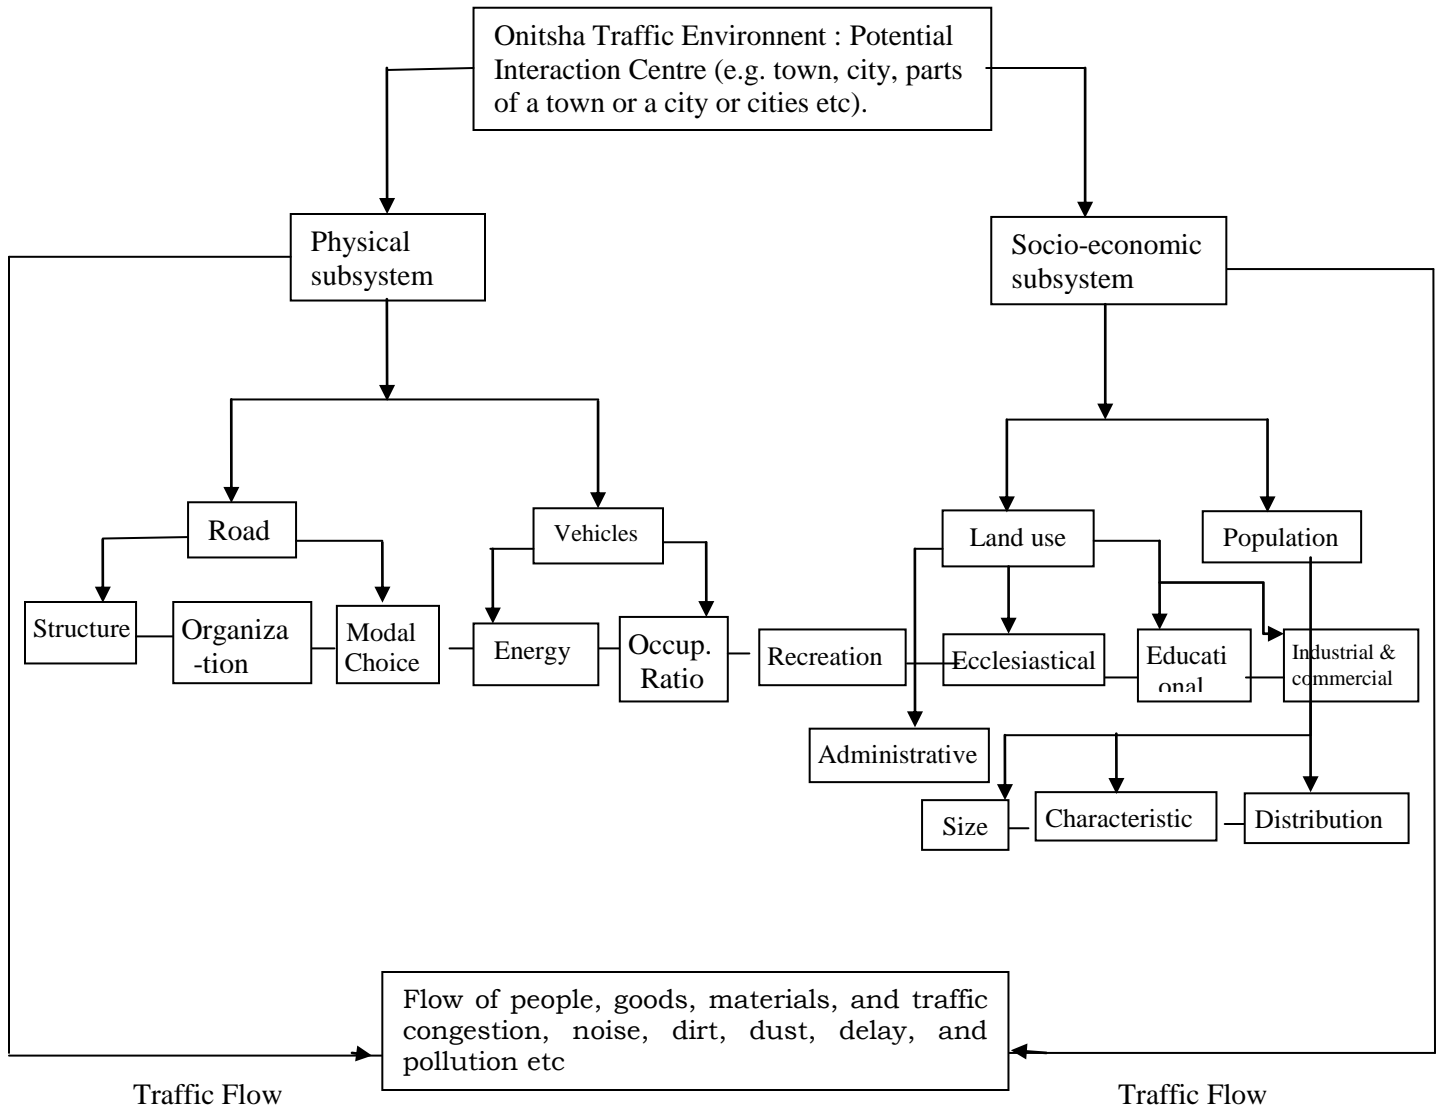 Onitsha Traffic Environnent : Potential
Interaction Centre (e.g. town, city, parts
of a town or a city or cities etc).
Physical
subsystem
Socio-economic
subsystem
Road
Vehicles
Land use
Population
Structure
Organiza
-tion
Modal
Choice
Energy
Occup.
Ratio
Recreation
Ecclesiastical
Educati
onal
Industrial &
commercial
Administrative
Size
Characteristic
Distribution
Flow of people, goods, materials, and traffic
congestion, noise, dirt, dust, delay, and
pollution etc
Traffic Flow
Traffic Flow